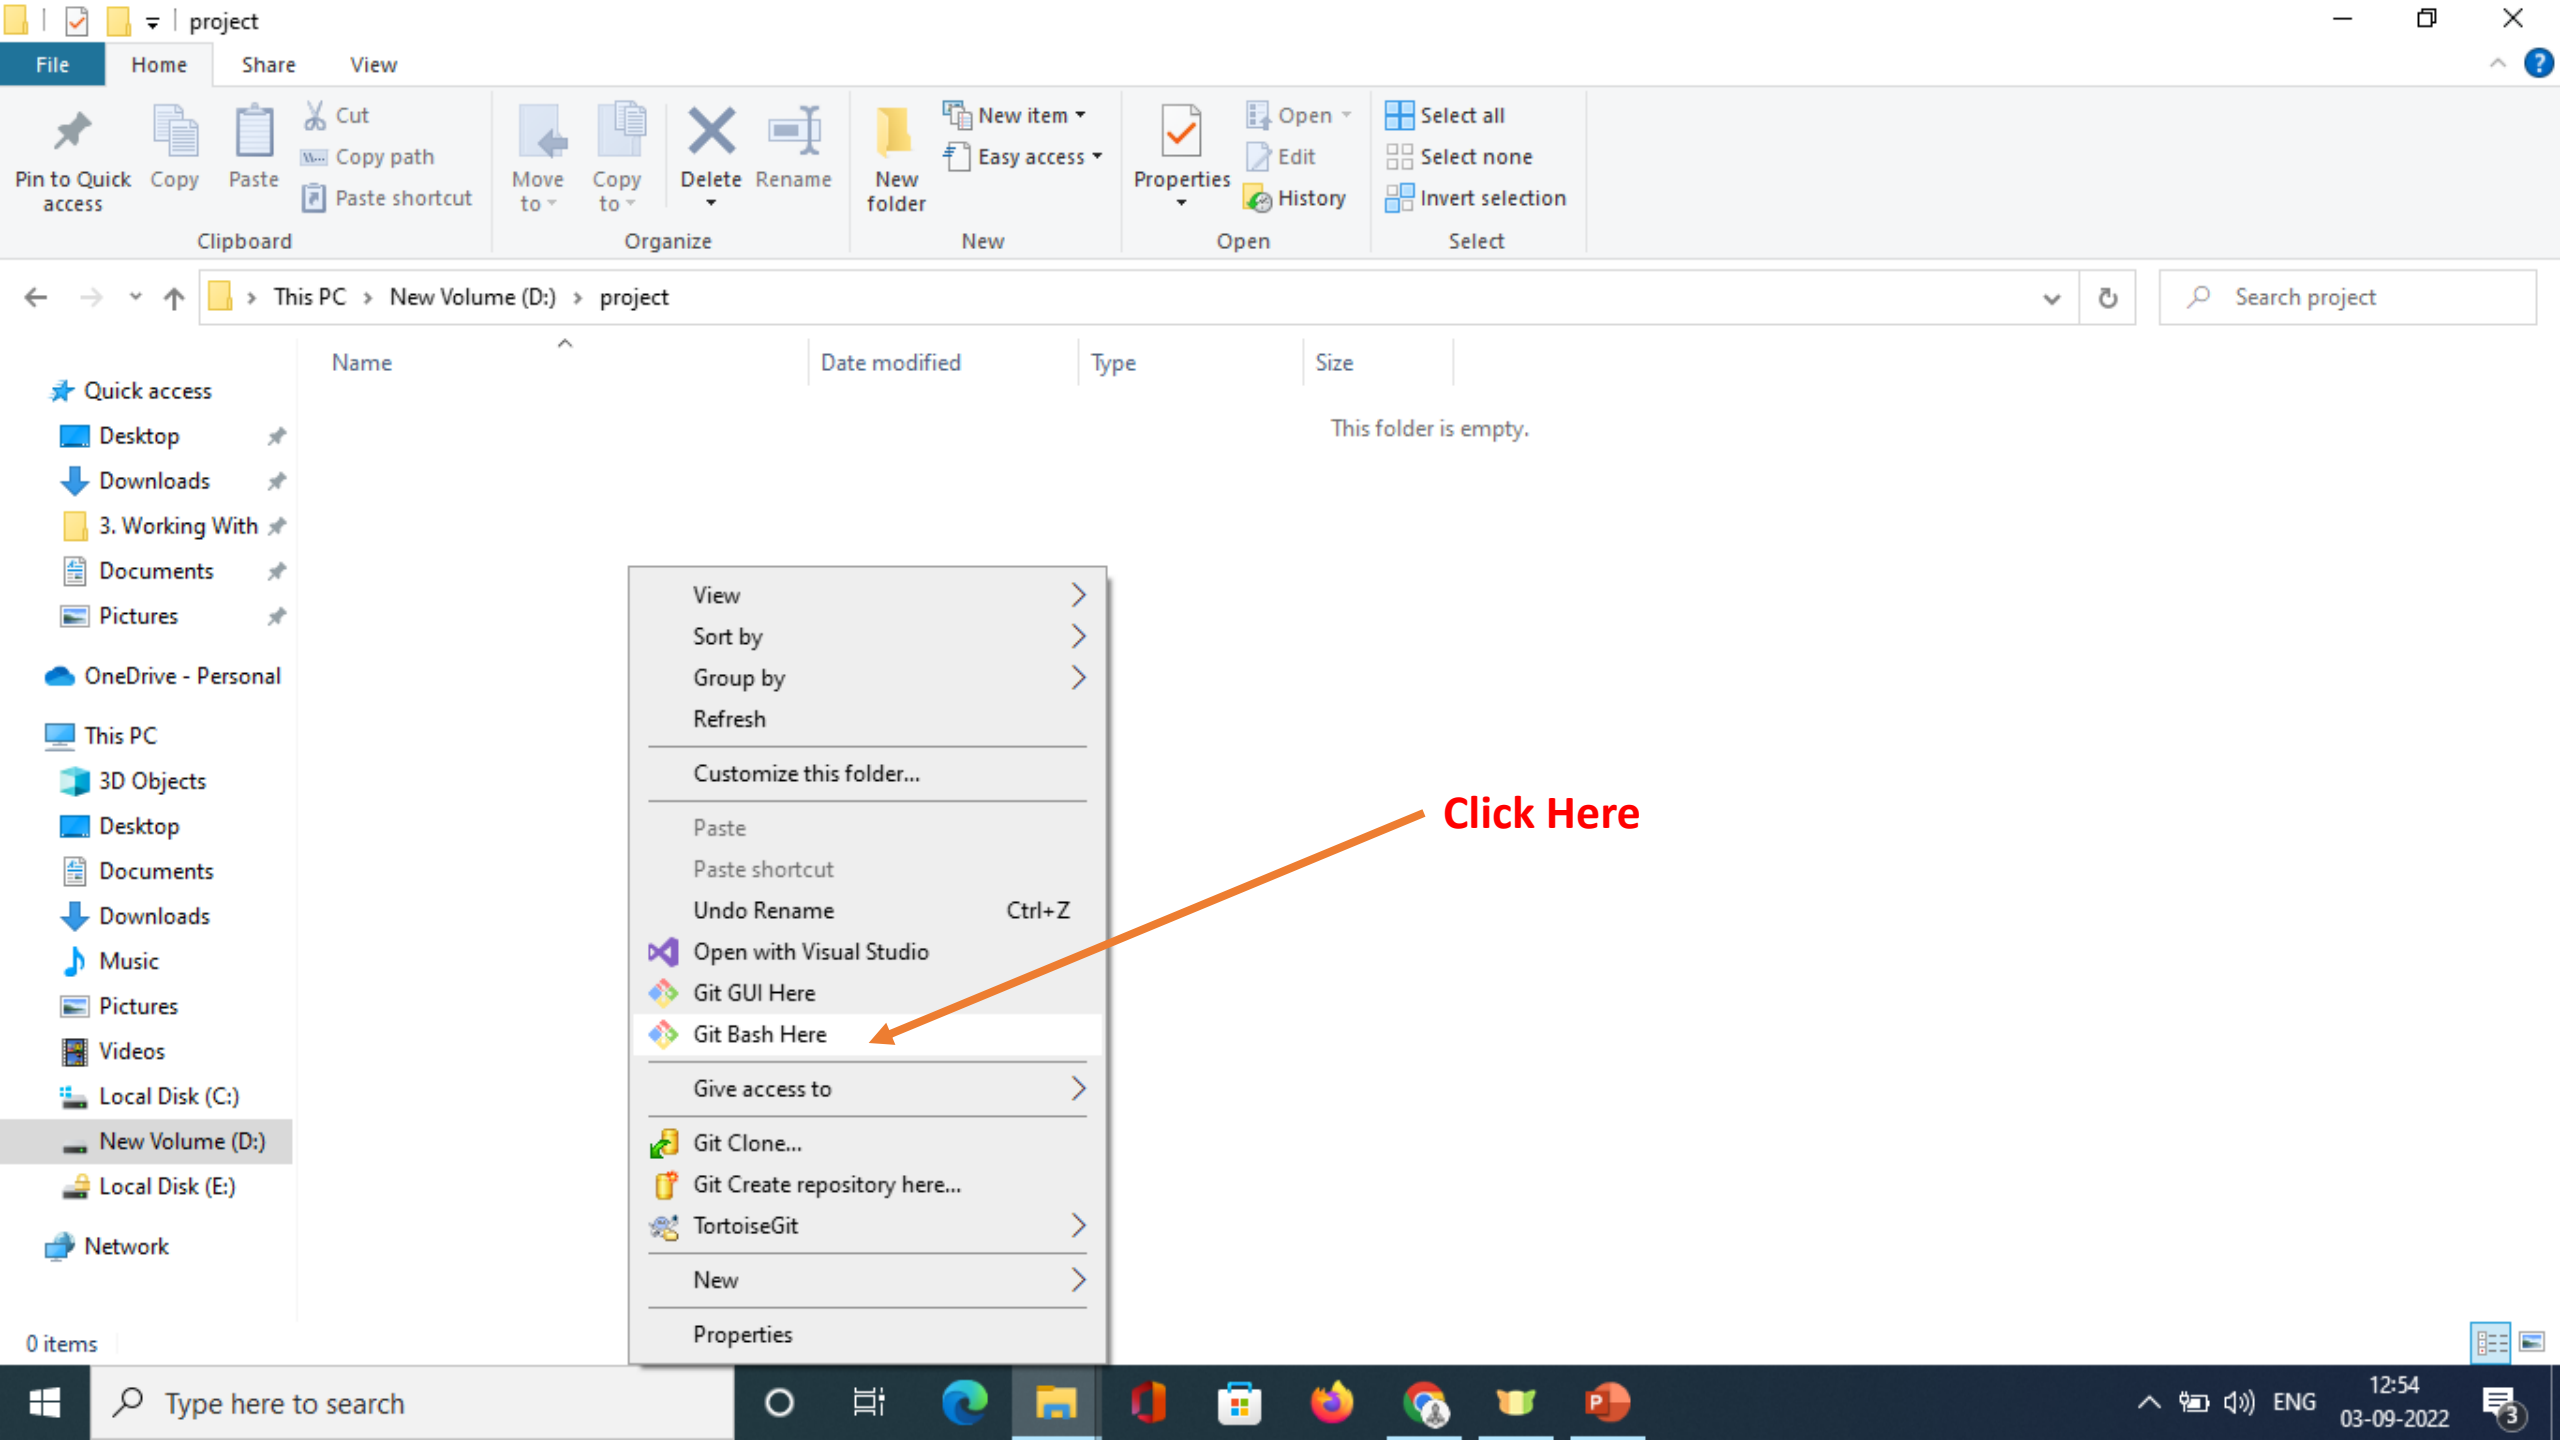 project
File Home Share View
Pin to Quick access
Copy
Paste
Cut
Copy path
Paste shortcut
Clipboard
Move to
Copy to
Delete
Rename
Organize
New folder
New item
Easy access
New
Properties
Open
Edit
History
Open
Select all
Select none
Invert selection
Select
This PC > New Volume (D:) > project
Search project
Name Date modified Type Size
This folder is empty.
Quick access
Desktop
Downloads
3. Working With
Documents
Pictures
OneDrive - Personal
This PC
3D Objects
Desktop
Documents
Downloads
Music
Pictures
Videos
Local Disk (C:)
New Volume (D:)
Local Disk (E:)
Network
View
Sort by
Group by
Refresh
Customize this folder...
Paste
Paste shortcut
Undo Rename Ctrl+Z
Open with Visual Studio
Git GUI Here
Git Bash Here
Give access to
Git Clone...
Git Create repository here...
TortoiseGit
New
Properties
Click Here
0 items
Type here to search
ENG
12:54
03-09-2022
3